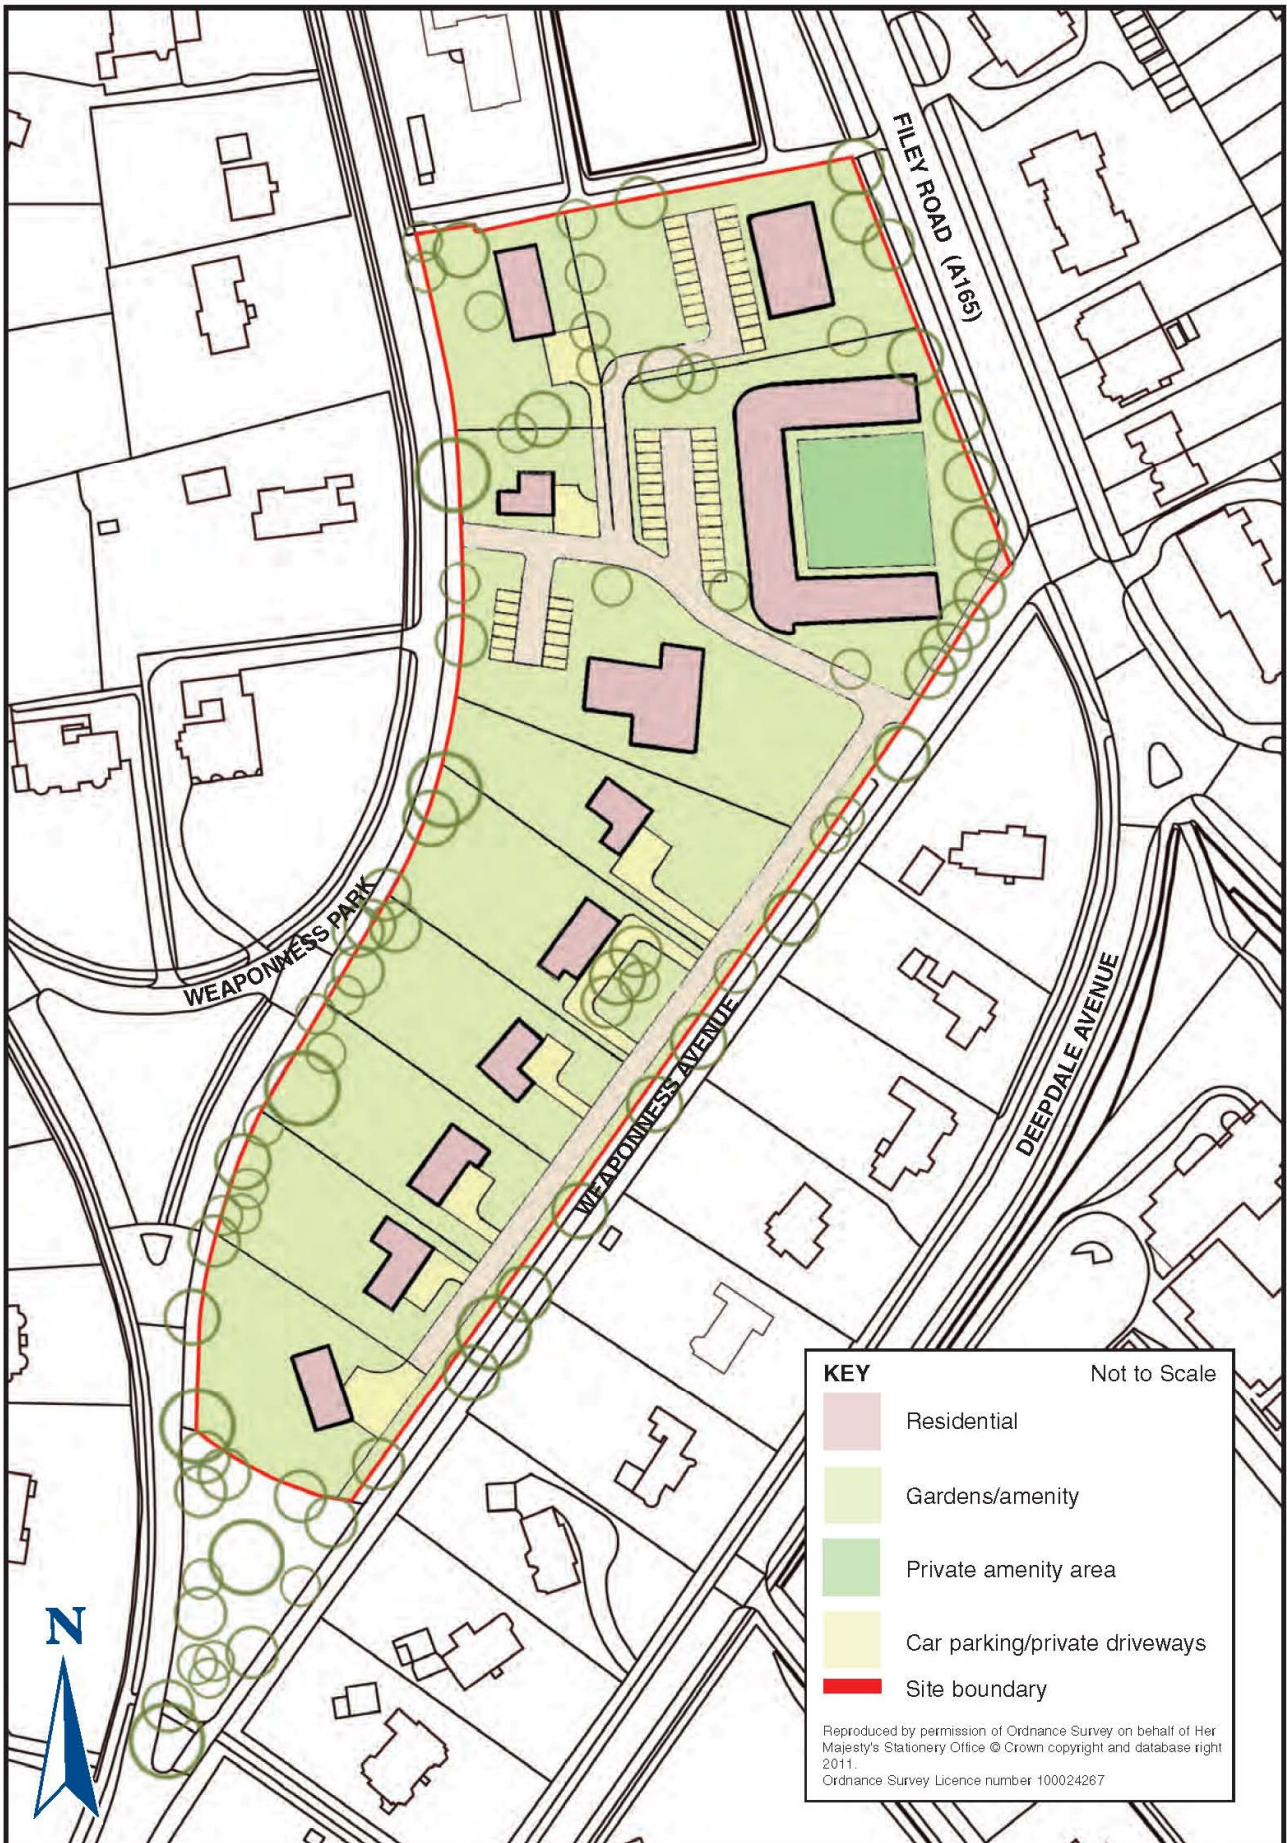 FILEY ROAD (A165)
WEAPONNESS PARK
WEAPONNESS AVENUE
DEEPDALE AVENUE
N
KEY Not to Scale
Residential
Gardens/amenity
Private amenity area
Car parking/private driveways
Site boundary
Reproduced by permission of Ordnance Survey on behalf of Her
Majesty's Stationery Office © Crown copyright and database right
2011.
Ordnance Survey Licence number 100024267